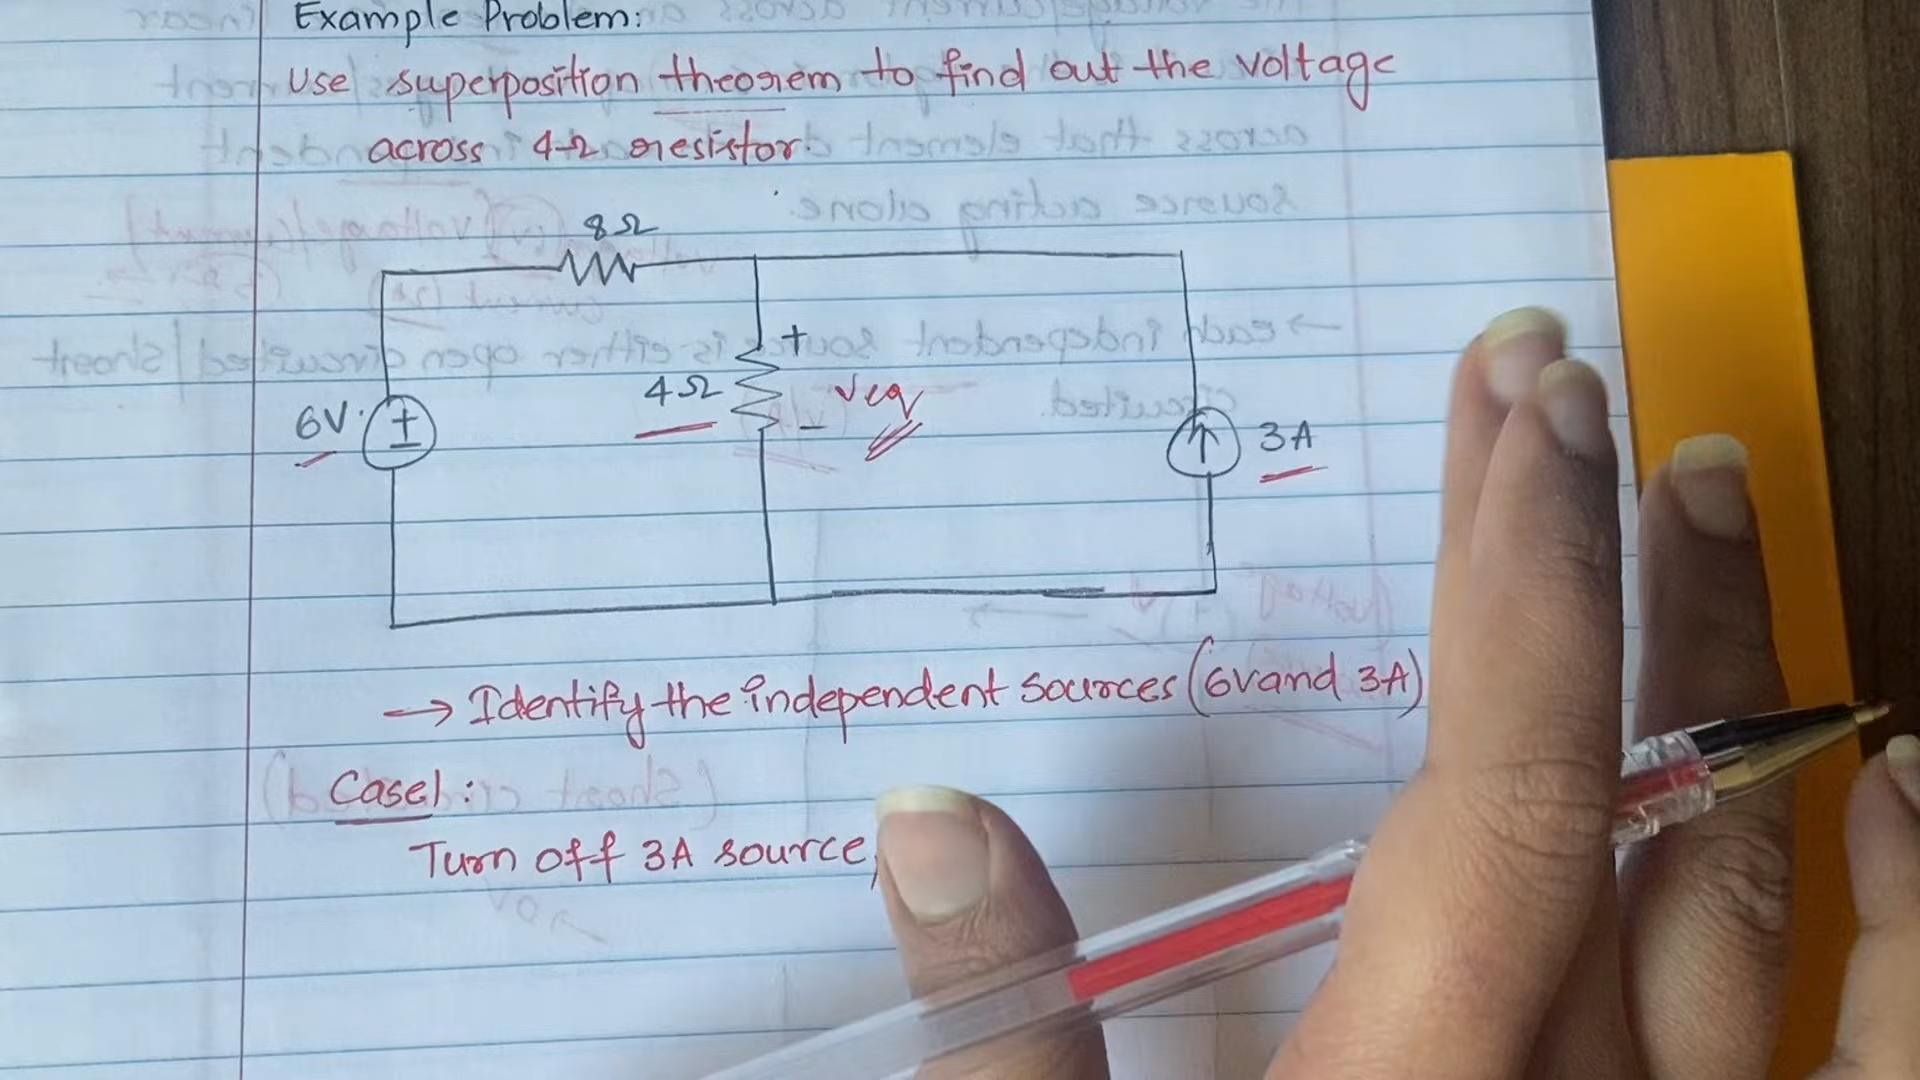 Example Problem:
Use superposition theorem to find out the voltage
across 4Ω resistor.
8Ω
+
4Ω
Veq
-
6V
+
-
3A
→ Identify the independent sources (6V and 3A)
Case1:
Turn off 3A source,